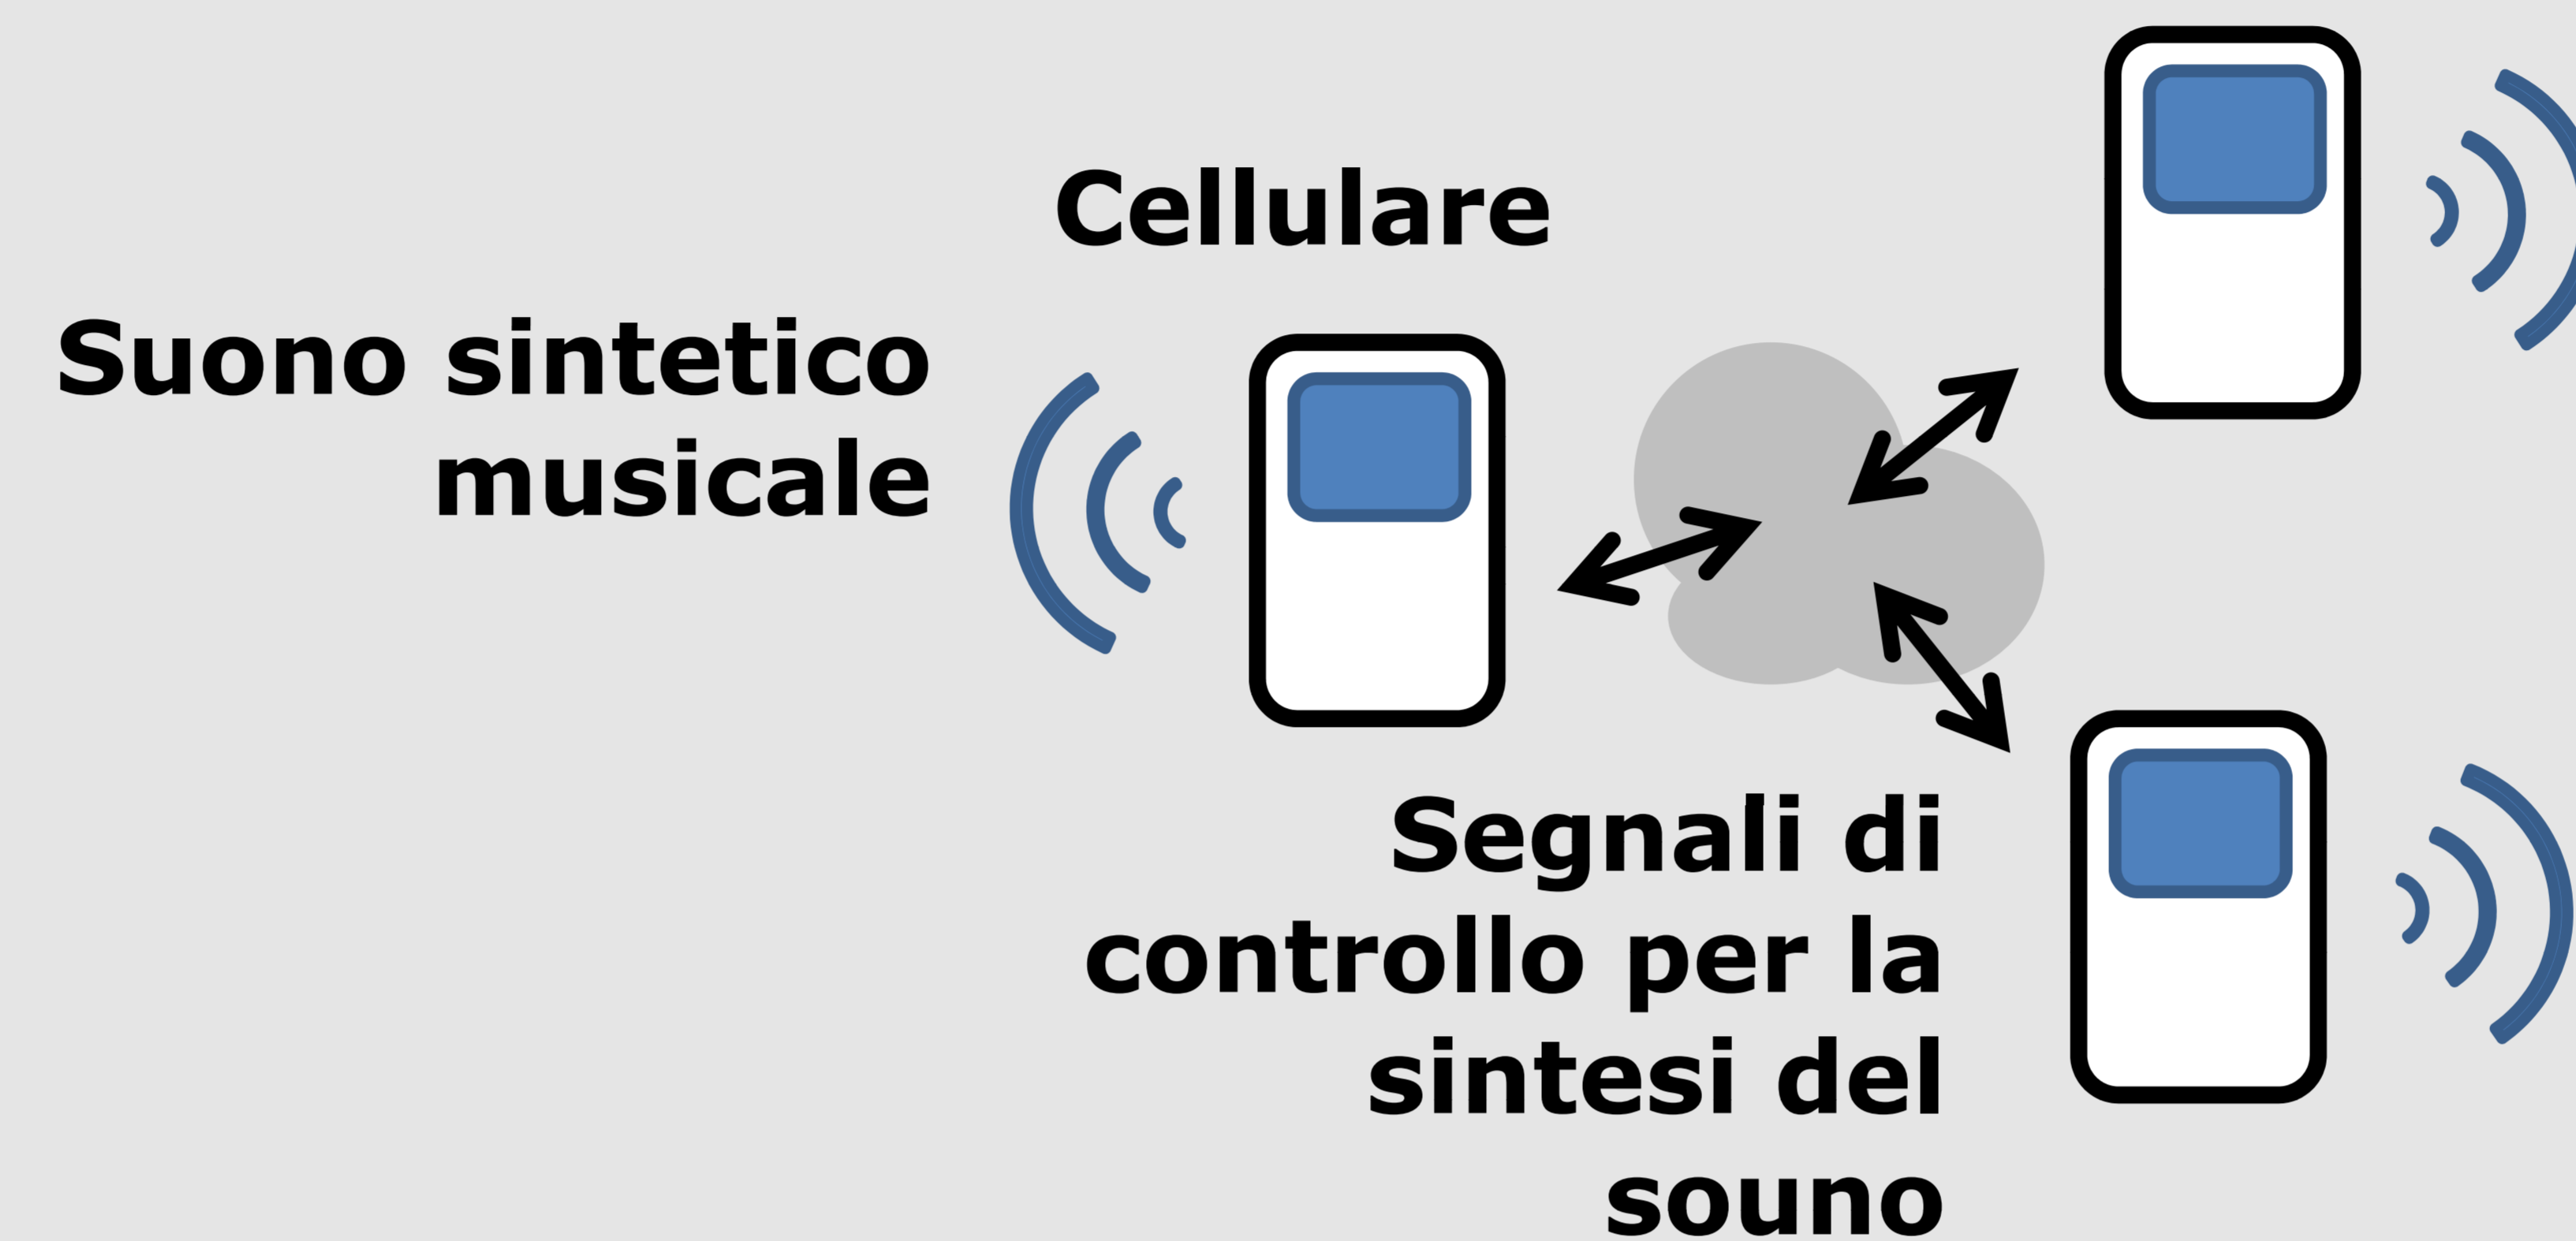 Cellulare
Suono sintetico
musicale
Segnali di
controllo per la
sintesi del
souno